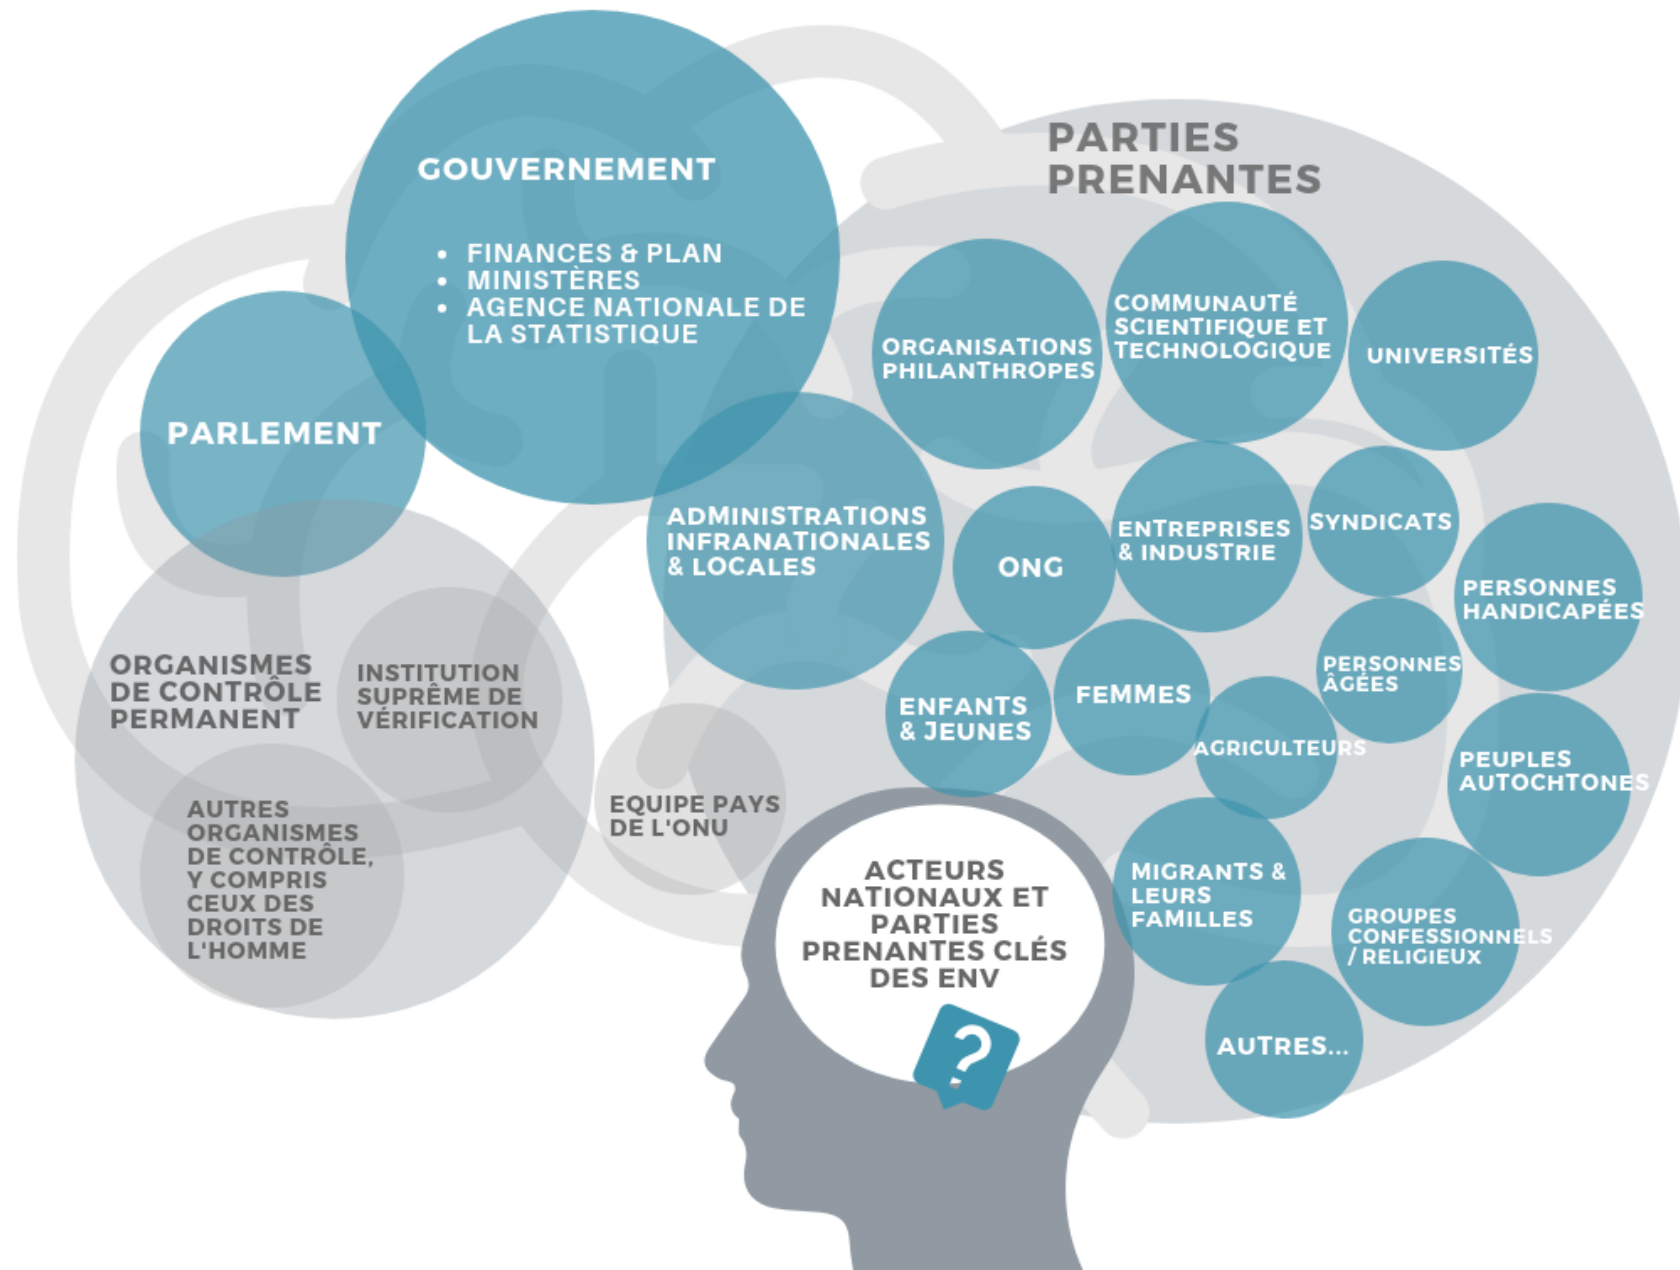 GOUVERNEMENT
• FINANCES & PLAN
• MINISTÈRES
• AGENCE NATIONALE DE
LA STATISTIQUE
PARLEMENT
ORGANISMES
DE CONTRÔLE
PERMANENT
INSTITUTION
SUPRÊME DE
VÉRIFICATION
AUTRES
ORGANISMES
DE CONTRÔLE,
Y COMPRIS
CEUX DES
DROITS DE
L'HOMME
ADMINISTRATIONS
INFRANATIONALES
& LOCALES
EQUIPE PAYS
DE L'ONU
PARTIES
PRENANTES
ORGANISATIONS
PHILANTHROPES
COMMUNAUTÉ
SCIENTIFIQUE ET
TECHNOLOGIQUE
UNIVERSITÉS
ONG
ENTREPRISES
& INDUSTRIE
SYNDICATS
PERSONNES
HANDICAPÉES
ENFANTS
& JEUNES
FEMMES
AGRICULTEURS
PERSONNES
ÂGÉES
PEUPLES
AUTOCHTONES
MIGRANTS &
LEURS
FAMILLES
GROUPES
CONFESSIONNELS
/ RELIGIEUX
AUTRES...
ACTEURS
NATIONAUX ET
PARTIES
PRENANTES CLÉS
DES ENV
?